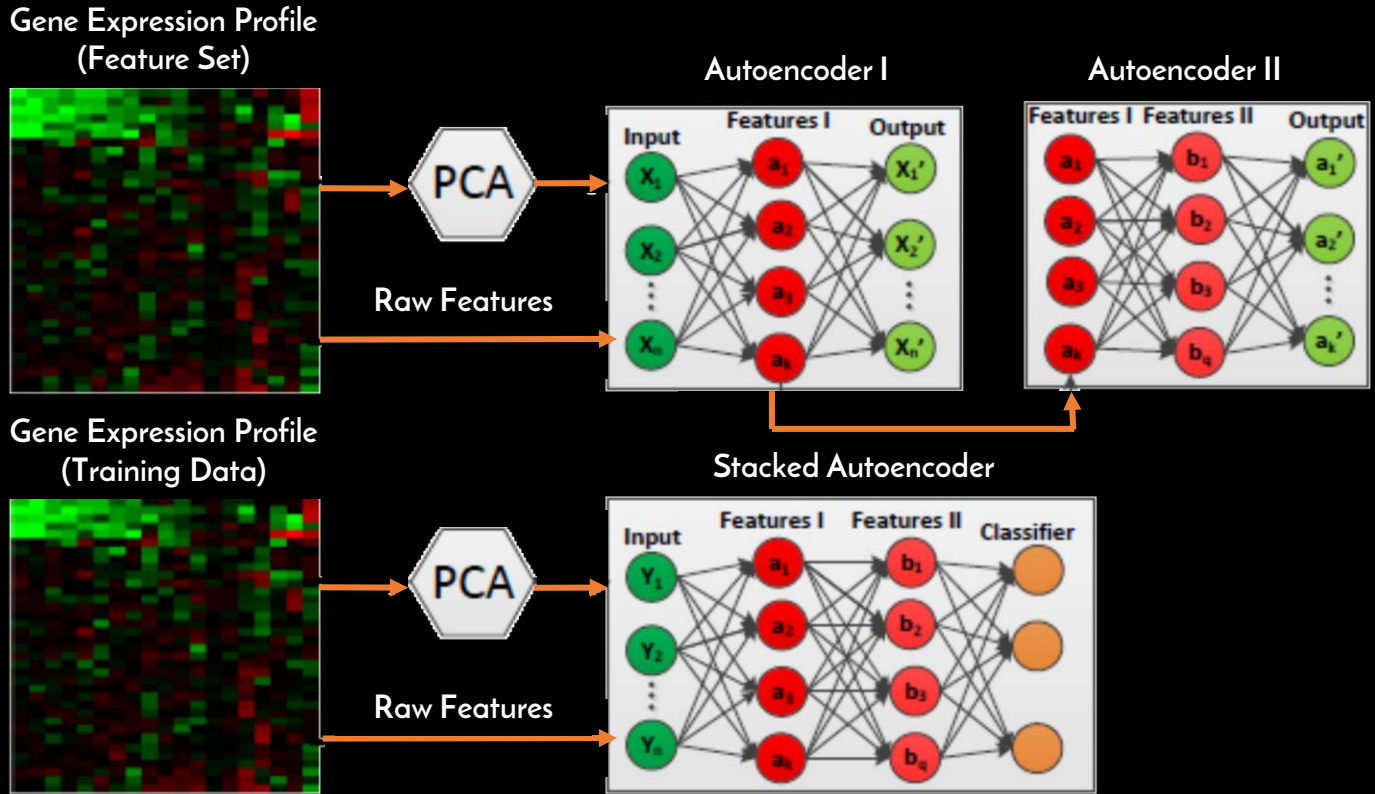 Gene Expression Profile
(Feature Set)
PCA
Raw Features
Autoencoder I
Input
Features I
Output
X₁
a₁
X₁'
X₂
a₂
X₂'
a₃
Xₙ
aₖ
Xₙ'
Autoencoder II
Features I
Features II
Output
a₁
b₁
a₁'
a₂
b₂
a₂'
a₃
b₃
aₖ
b_q
aₖ'
Gene Expression Profile
(Training Data)
PCA
Raw Features
Stacked Autoencoder
Input
Features I
Features II
Classifier
Y₁
a₁
b₁
Y₂
a₂
b₂
a₃
b₃
Yₙ
aₖ
b_q